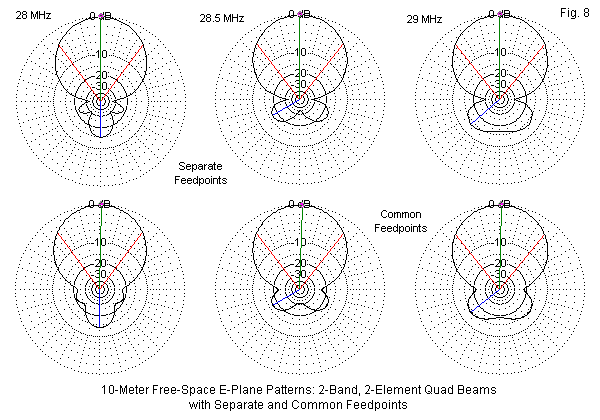 28 MHz
28.5 MHz
29 MHz
Fig. 8
0 dB
10
20
30
0 dB
10
20
30
0 dB
10
20
30
Separate
Feedpoints
0 dB
10
20
30
0 dB
10
20
30
Common
Feedpoints
0 dB
10
20
30
10-Meter Free-Space E-Plane Patterns: 2-Band, 2-Element Quad Beams
with Separate and Common Feedpoints